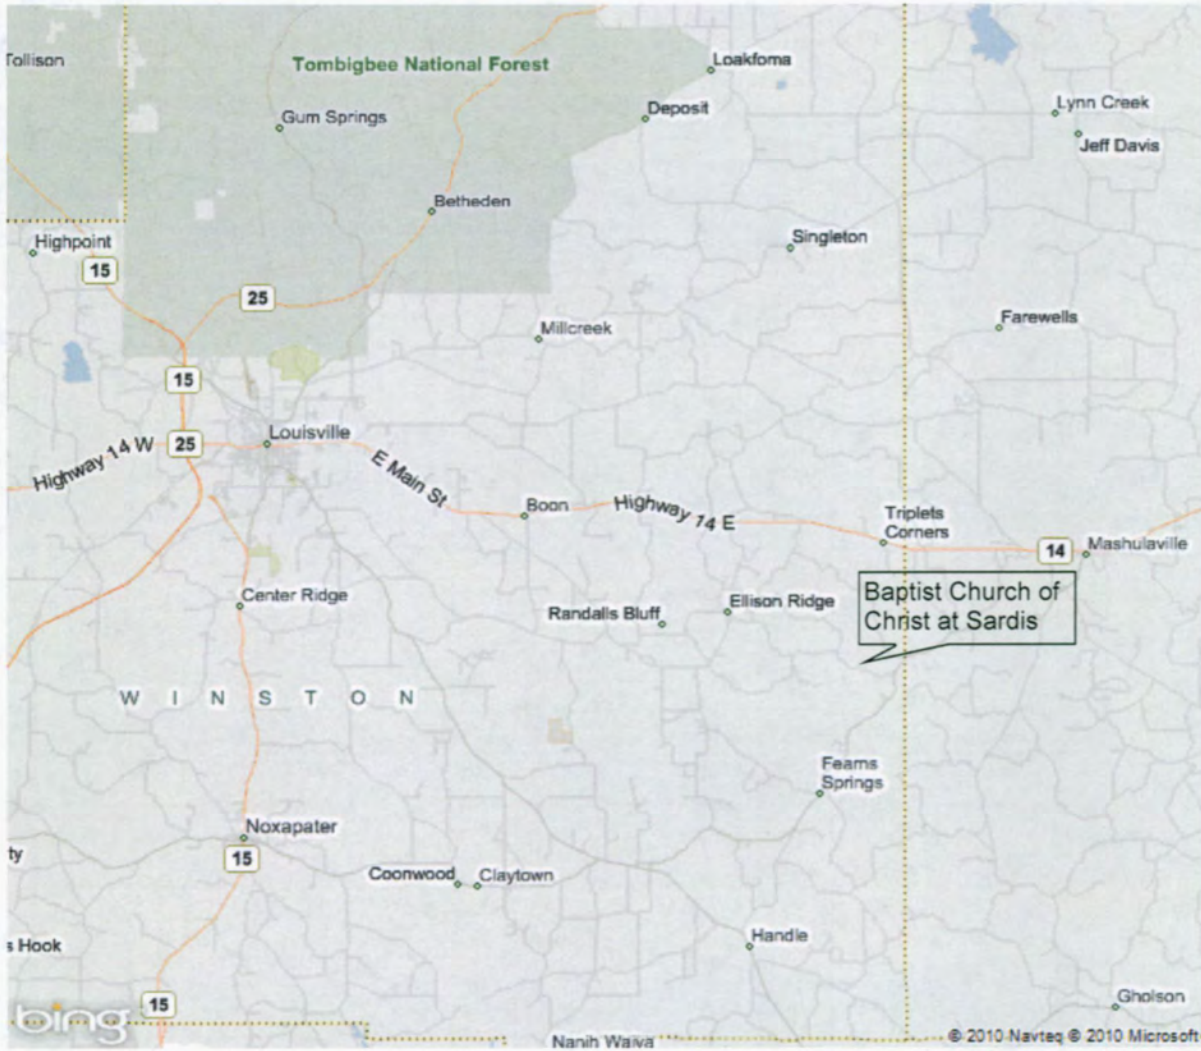 Tollison
Tombigbee National Forest
Loakfoma
Gum Springs
Deposit
Lynn Creek
Jeff Davis
Betheden
Highpoint
15
Singleton
25
Millcreek
Farewells
15
Highway 14 W
25
Louisville
E Main St
Boon
Highway 14 E
Triplets
Corners
14
Mashulaville
Center Ridge
Randalls Bluff
Ellison Ridge
Baptist Church of
Christ at Sardis
WINSTON
Fearns
Springs
Noxapater
15
ty
Coonwood
Claytown
s Hook
Handle
15
bing
Gholson
Nanih Waiya
© 2010 Navteq © 2010 Microsoft